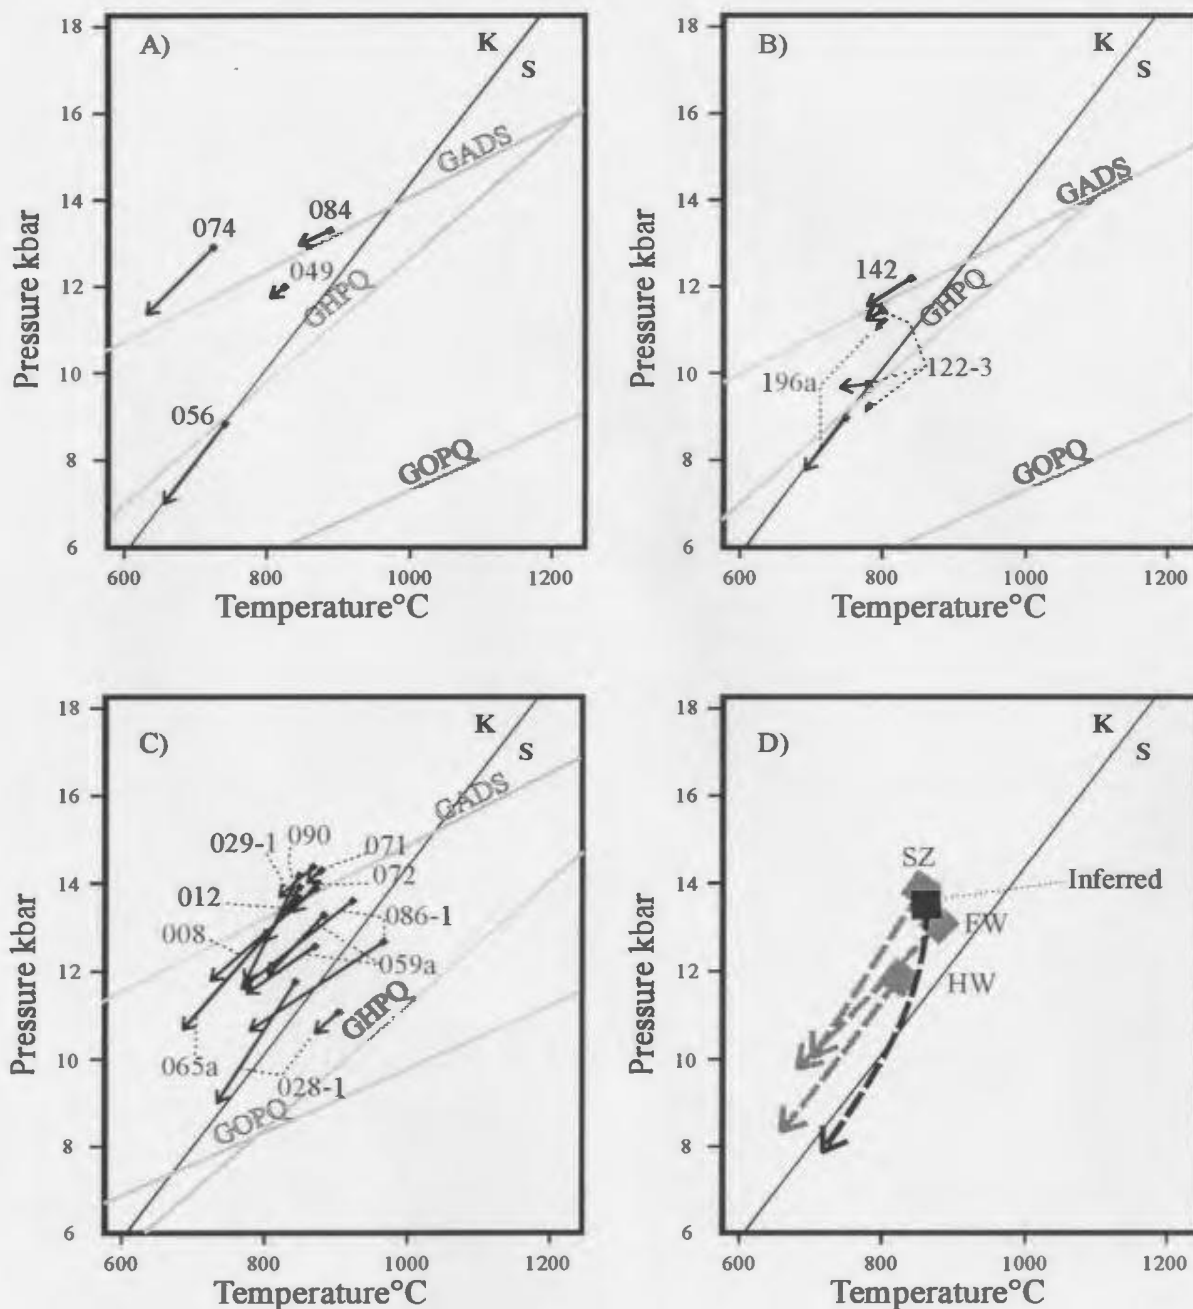 A)
K
S
18
16
14
12
10
8
6
Pressure kbar
GADS
084
074
049
GHPQ
056
GOPQ
600 800 1000 1200
Temperature°C
B)
K
S
18
16
14
12
10
8
6
Pressure kbar
GADS
142
GHPQ
122-3
196a
GOPQ
600 800 1000 1200
Temperature°C
C)
K
S
18
16
14
12
10
8
6
Pressure kbar
GADS
029-1 090 071
072
012
086-1
008
059a
GHPQ
065a
028-1
GOPQ
600 800 1000 1200
Temperature°C
D)
K
S
18
16
14
12
10
8
6
Pressure kbar
SZ
Inferred
FW
HW
600 800 1000 1200
Temperature°C